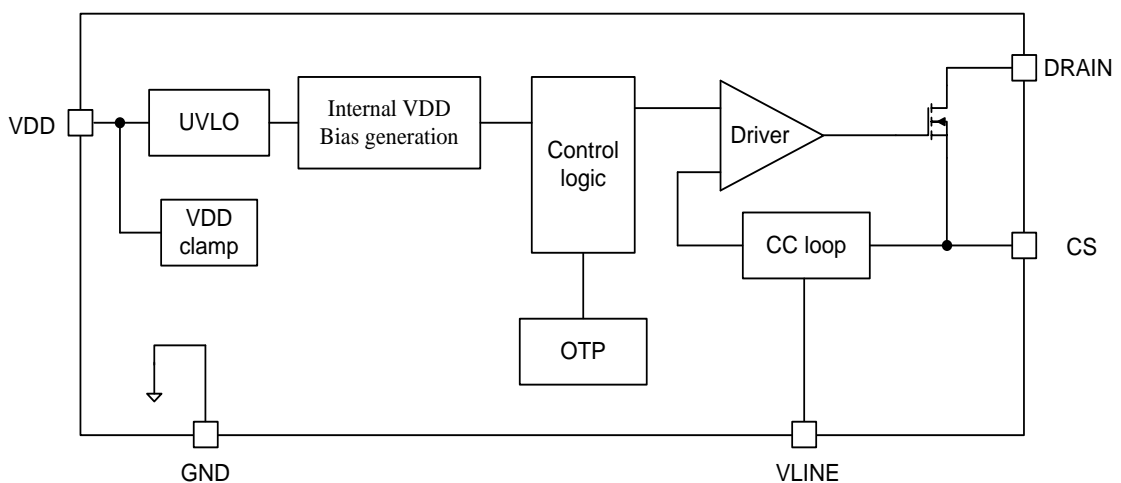 DRAIN
VDD
UVLO
Internal VDD
Bias generation
Control
logic
Driver
VDD
clamp
CC loop
CS
OTP
GND
VLINE